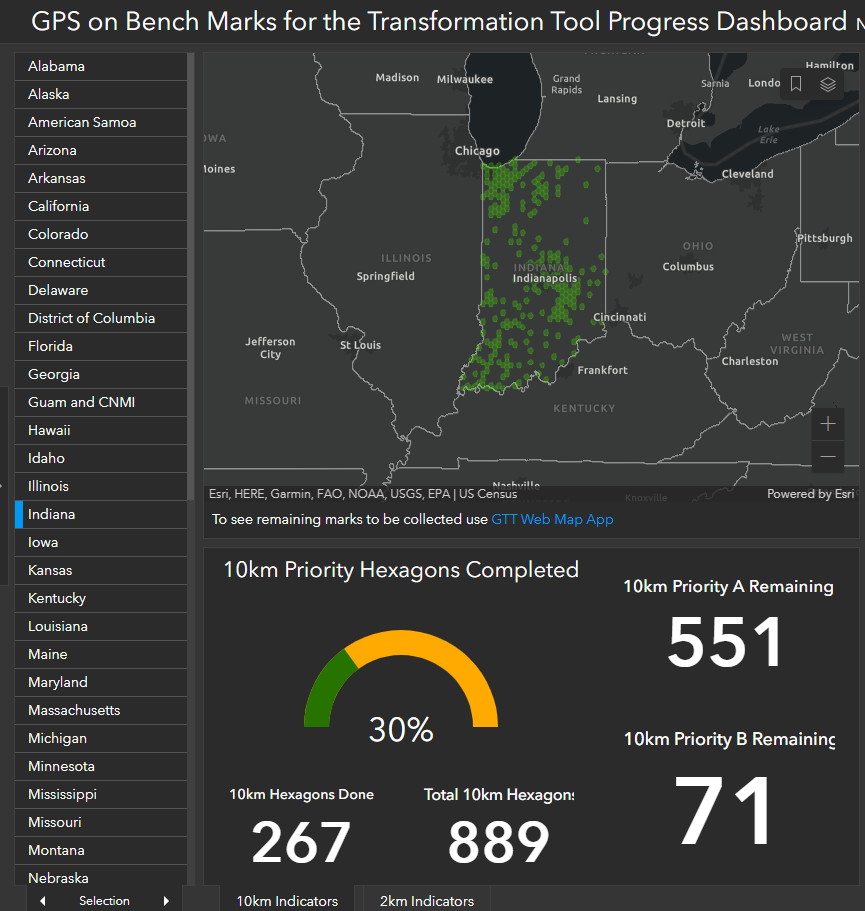 GPS on Bench Marks for the Transformation Tool Progress Dashboard N
Alabama
Alaska
American Samoa
Arizona
Arkansas
California
Colorado
Connecticut
Delaware
District of Columbia
Florida
Georgia
Guam and CNMI
Hawaii
Idaho
Illinois
Indiana
Iowa
Kansas
Kentucky
Louisiana
Maine
Maryland
Massachusetts
Michigan
Minnesota
Mississippi
Missouri
Montana
Nebraska
Selection
Hamilton
Madison
Milwaukee
Grand
Rapids
Sarnia
Londo
Lansing
Detroit
Lake
Erie
OWA
Moines
Chicago
Cleveland
Pittsburgh
ILLINOIS
Springfield
INDIANA
Indianapolis
OHIO
Columbus
Jefferson
City
St Louis
Cincinnati
WEST
VIRGINIA
Charleston
Frankfort
MISSOURI
KENTUCKY
Nashville
Knoxville
Esri, HERE, Garmin, FAO, NOAA, USGS, EPA | US Census
Powered by Esri
To see remaining marks to be collected use GTT Web Map App
10km Priority Hexagons Completed
30%
10km Hexagons Done
267
Total 10km Hexagons
889
10km Priority A Remaining
551
10km Priority B Remaining
71
10km Indicators
2km Indicators